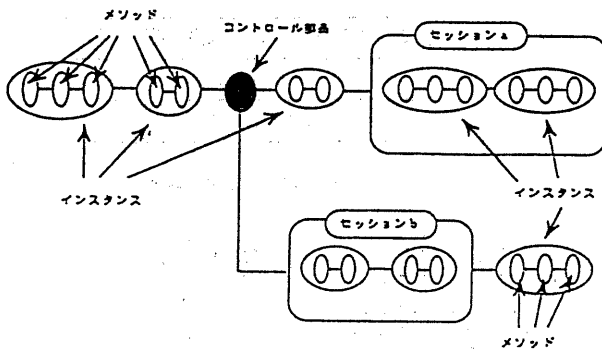 メソッド
コントロール部品
セッションa
インスタンス
インスタンス
セッションb
メソッド